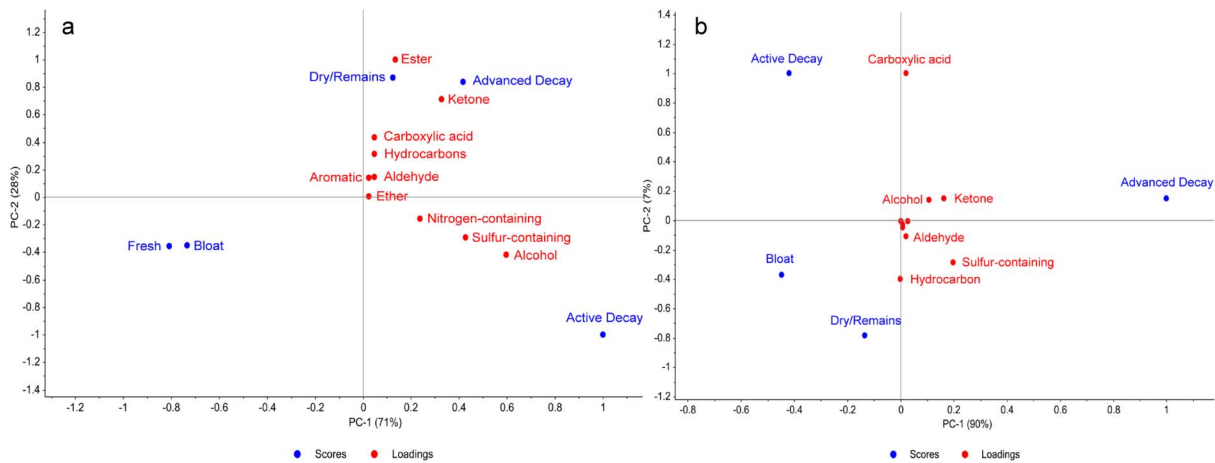 a
1.2
1
0.8
0.6
0.4
0.2
0
-0.2
-0.4
-0.6
-0.8
-1
-1.2
-1.4
PC-2 (28%)
Ester
Dry/Remains
Advanced Decay
Ketone
Carboxylic acid
Hydrocarbons
Aromatic
Aldehyde
Ether
Nitrogen-containing
Fresh
Bloat
Sulfur-containing
Alcohol
Active Decay
-1.2 -1 -0.8 -0.6 -0.4 -0.2 0 0.2 0.4 0.6 0.8 1
PC-1 (71%)
Scores Loadings
b
1.4
1.2
1
0.8
0.6
0.4
0.2
0
-0.2
-0.4
-0.6
-0.8
-1
-1.2
PC-2 (7%)
Active Decay
Carboxylic acid
Advanced Decay
Alcohol
Ketone
Aldehyde
Bloat
Sulfur-containing
Hydrocarbon
Dry/Remains
-0.8 -0.6 -0.4 -0.2 0 0.2 0.4 0.6 0.8 1
PC-1 (90%)
Scores Loadings